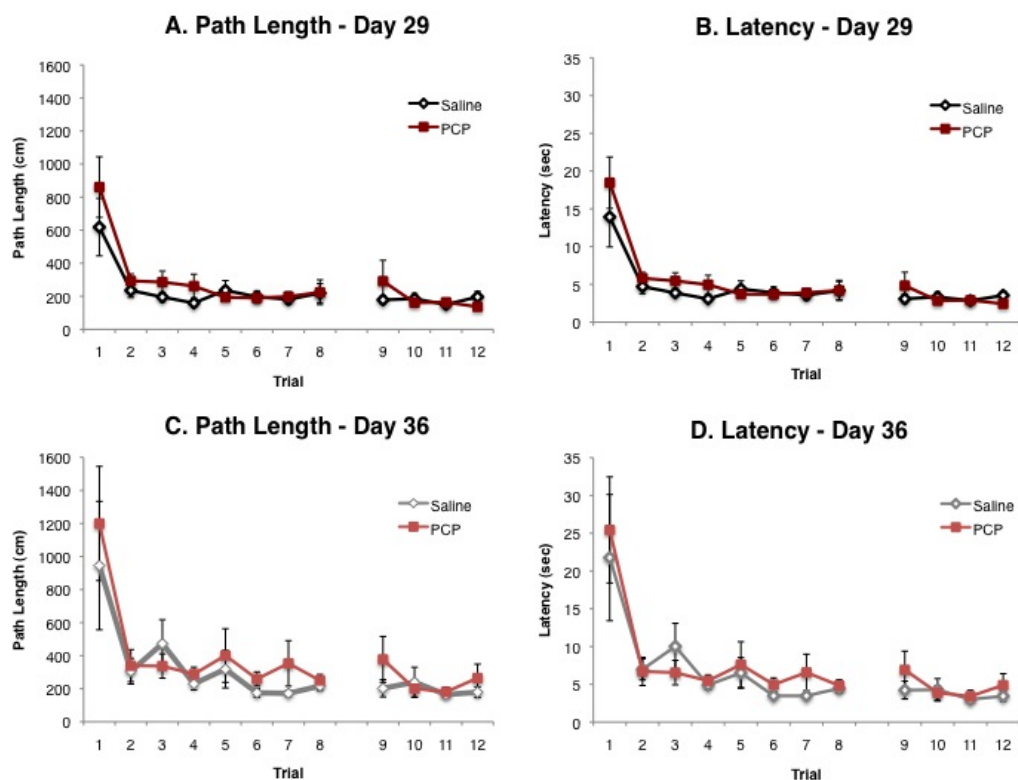 A. Path Length - Day 29
1600
1400
1200
1000
800
600
400
200
0
Path Length (cm)
Saline
PCP
1 2 3 4 5 6 7 8 9 10 11 12
Trial
B. Latency - Day 29
35
30
25
20
15
10
5
0
Latency (sec)
Saline
PCP
1 2 3 4 5 6 7 8 9 10 11 12
Trial
C. Path Length - Day 36
1600
1400
1200
1000
800
600
400
200
0
Path Length (cm)
Saline
PCP
1 2 3 4 5 6 7 8 9 10 11 12
Trial
D. Latency - Day 36
35
30
25
20
15
10
5
0
Latency (sec)
Saline
PCP
1 2 3 4 5 6 7 8 9 10 11 12
Trial